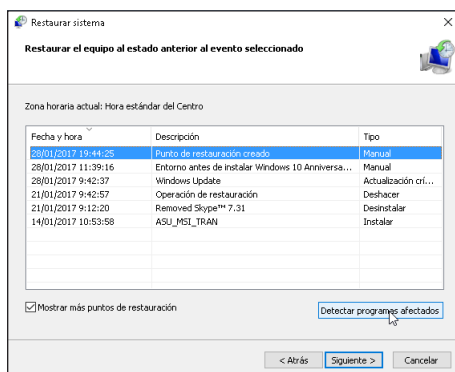 Restaurar sistema
Restaurar el equipo al estado anterior al evento seleccionado
Zona horaria actual: Hora estándar del Centro
Fecha y hora Descripción Tipo
28/01/2017 19:44:25 Punto de restauración creado Manual
28/01/2017 11:39:16 Entorno antes de instalar Windows 10 Anniversa... Manual
28/01/2017 9:42:37 Windows Update Actualización crí...
21/01/2017 9:42:57 Operación de restauración Deshacer
21/01/2017 9:12:20 Removed Skype™ 7.31 Desinstalar
14/01/2017 10:53:58 ASU_MSI_TRAN Instalar
Mostrar más puntos de restauración
Detectar programas afectados
< Atrás Siguiente > Cancelar